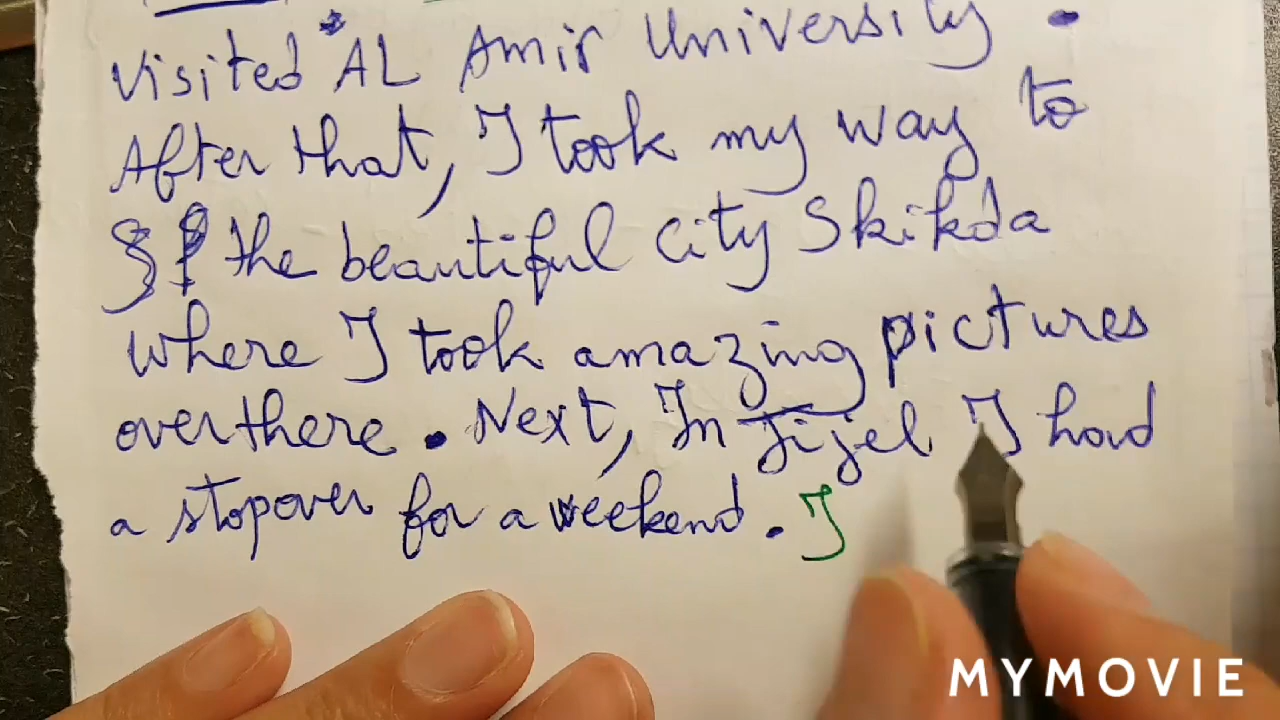 visited AL Amir University.
After that, I took my way to
the beautiful city Skikda
where I took amazing pictures
overthere. Next, In Jijel I had
a stopover for a weekend. I
MYMOVIE